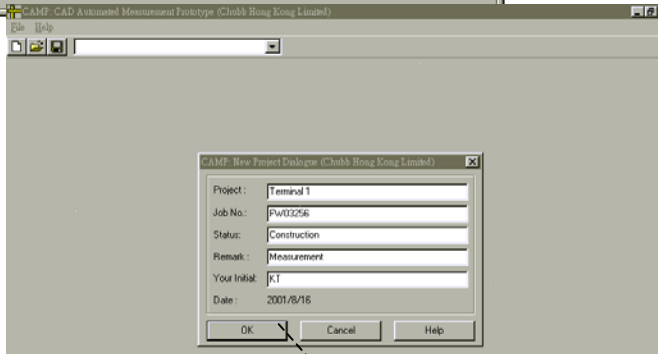 CAMP: CAD Automated Measurement Prototype (Chubb Hong Kong Limited)
File Help
CAMP: New Project Dialogue (Chubb Hong Kong Limited)
Project : Terminal 1
Job No.: FW03256
Status: Construction
Remark : Measurement
Your Initial: KT
Date : 2001/8/16
OK Cancel Help